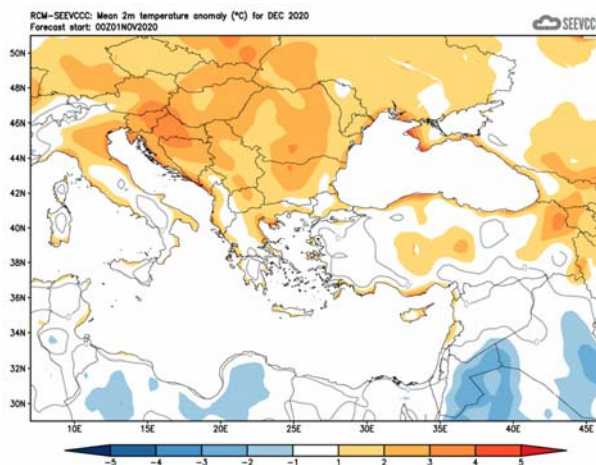 RCM-SEEVCCC: Mean 2m temperature anomaly (°C) for DEC 2020
Forecast start: 00Z01NOV2020
SEEVCCC
50N
48N
46N
44N
42N
40N
38N
36N
34N
32N
30N
10E 15E 20E 25E 30E 35E 40E 45E
-5 -4 -3 -2 -1 1 2 3 4 5